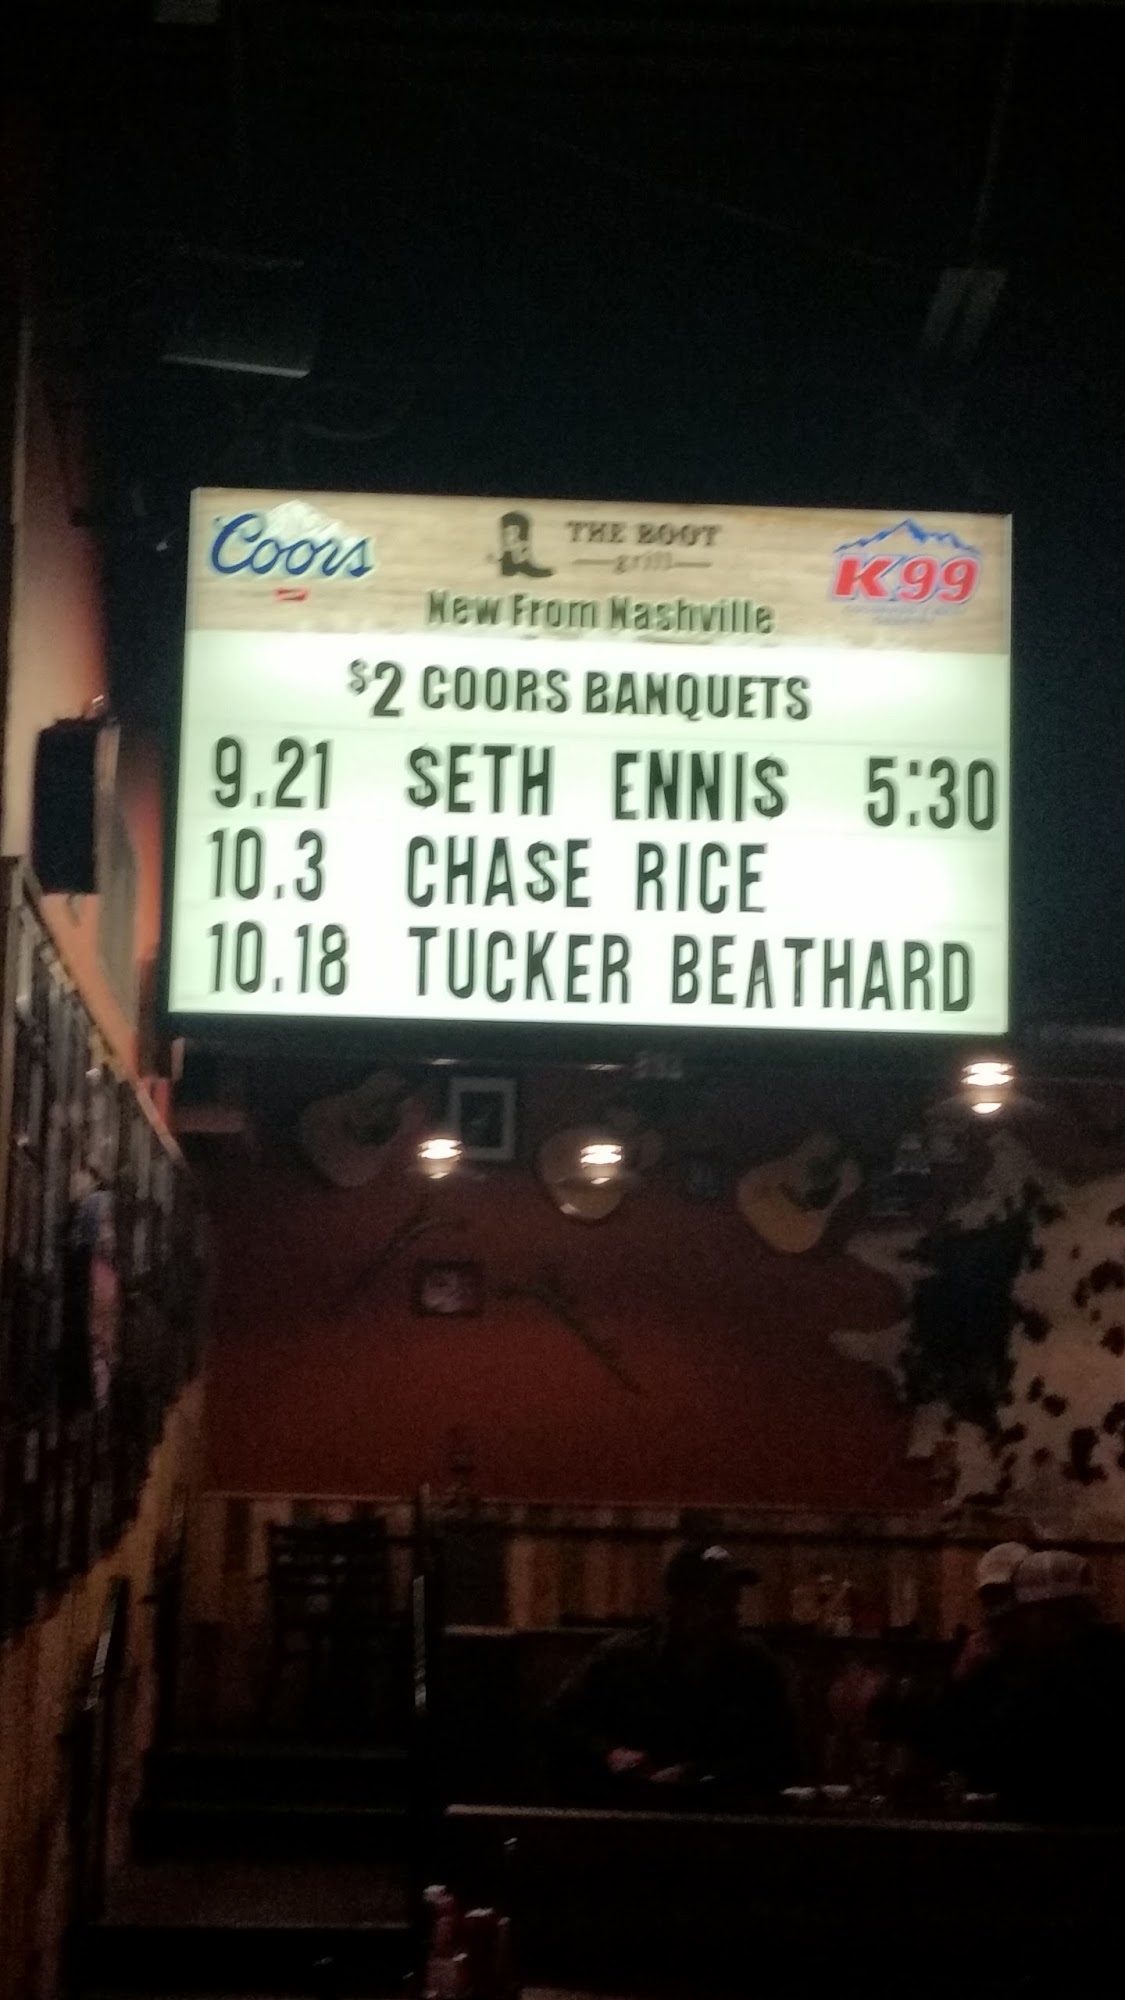 Coors
THE BOOT
grill
K99
New From Nashville
$2 COORS BANQUETS
9.21 SETH ENNIS 5:30
10.3 CHASE RICE
10.18 TUCKER BEATHARD